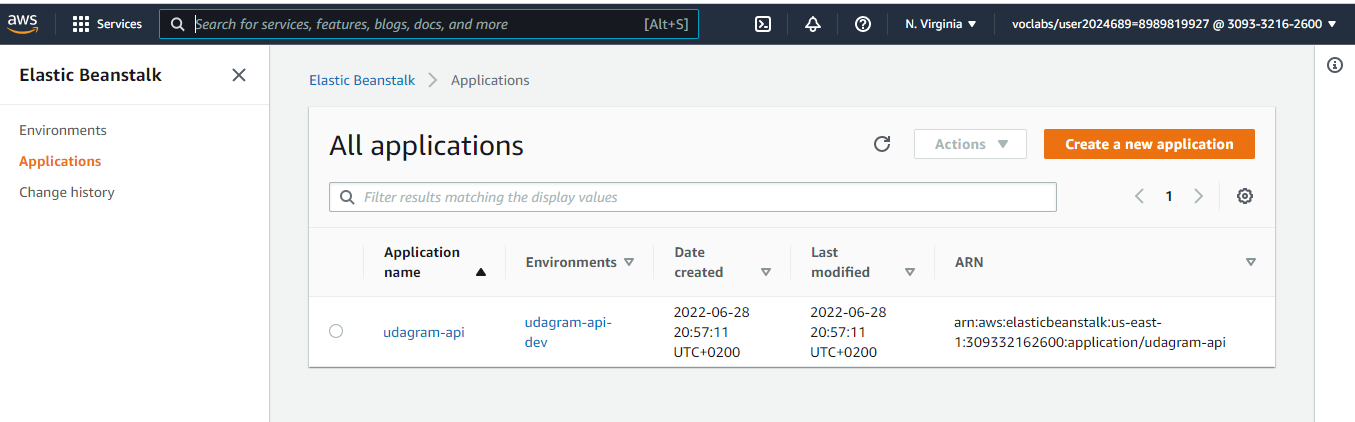 aws Services Search for services, features, blogs, docs, and more [Alt+S] N. Virginia voclabs/user2024689=8989819927 @ 3093-3216-2600
Elastic Beanstalk
Environments
Applications
Change history
Elastic Beanstalk Applications
All applications
Actions
Create a new application
Filter results matching the display values
1
Application name
Environments
Date created
Last modified
ARN
udagram-api
udagram-api-
dev
2022-06-28
20:57:11
UTC+0200
2022-06-28
20:57:11
UTC+0200
arn:aws:elasticbeanstalk:us-east-
1:309332162600:application/udagram-api